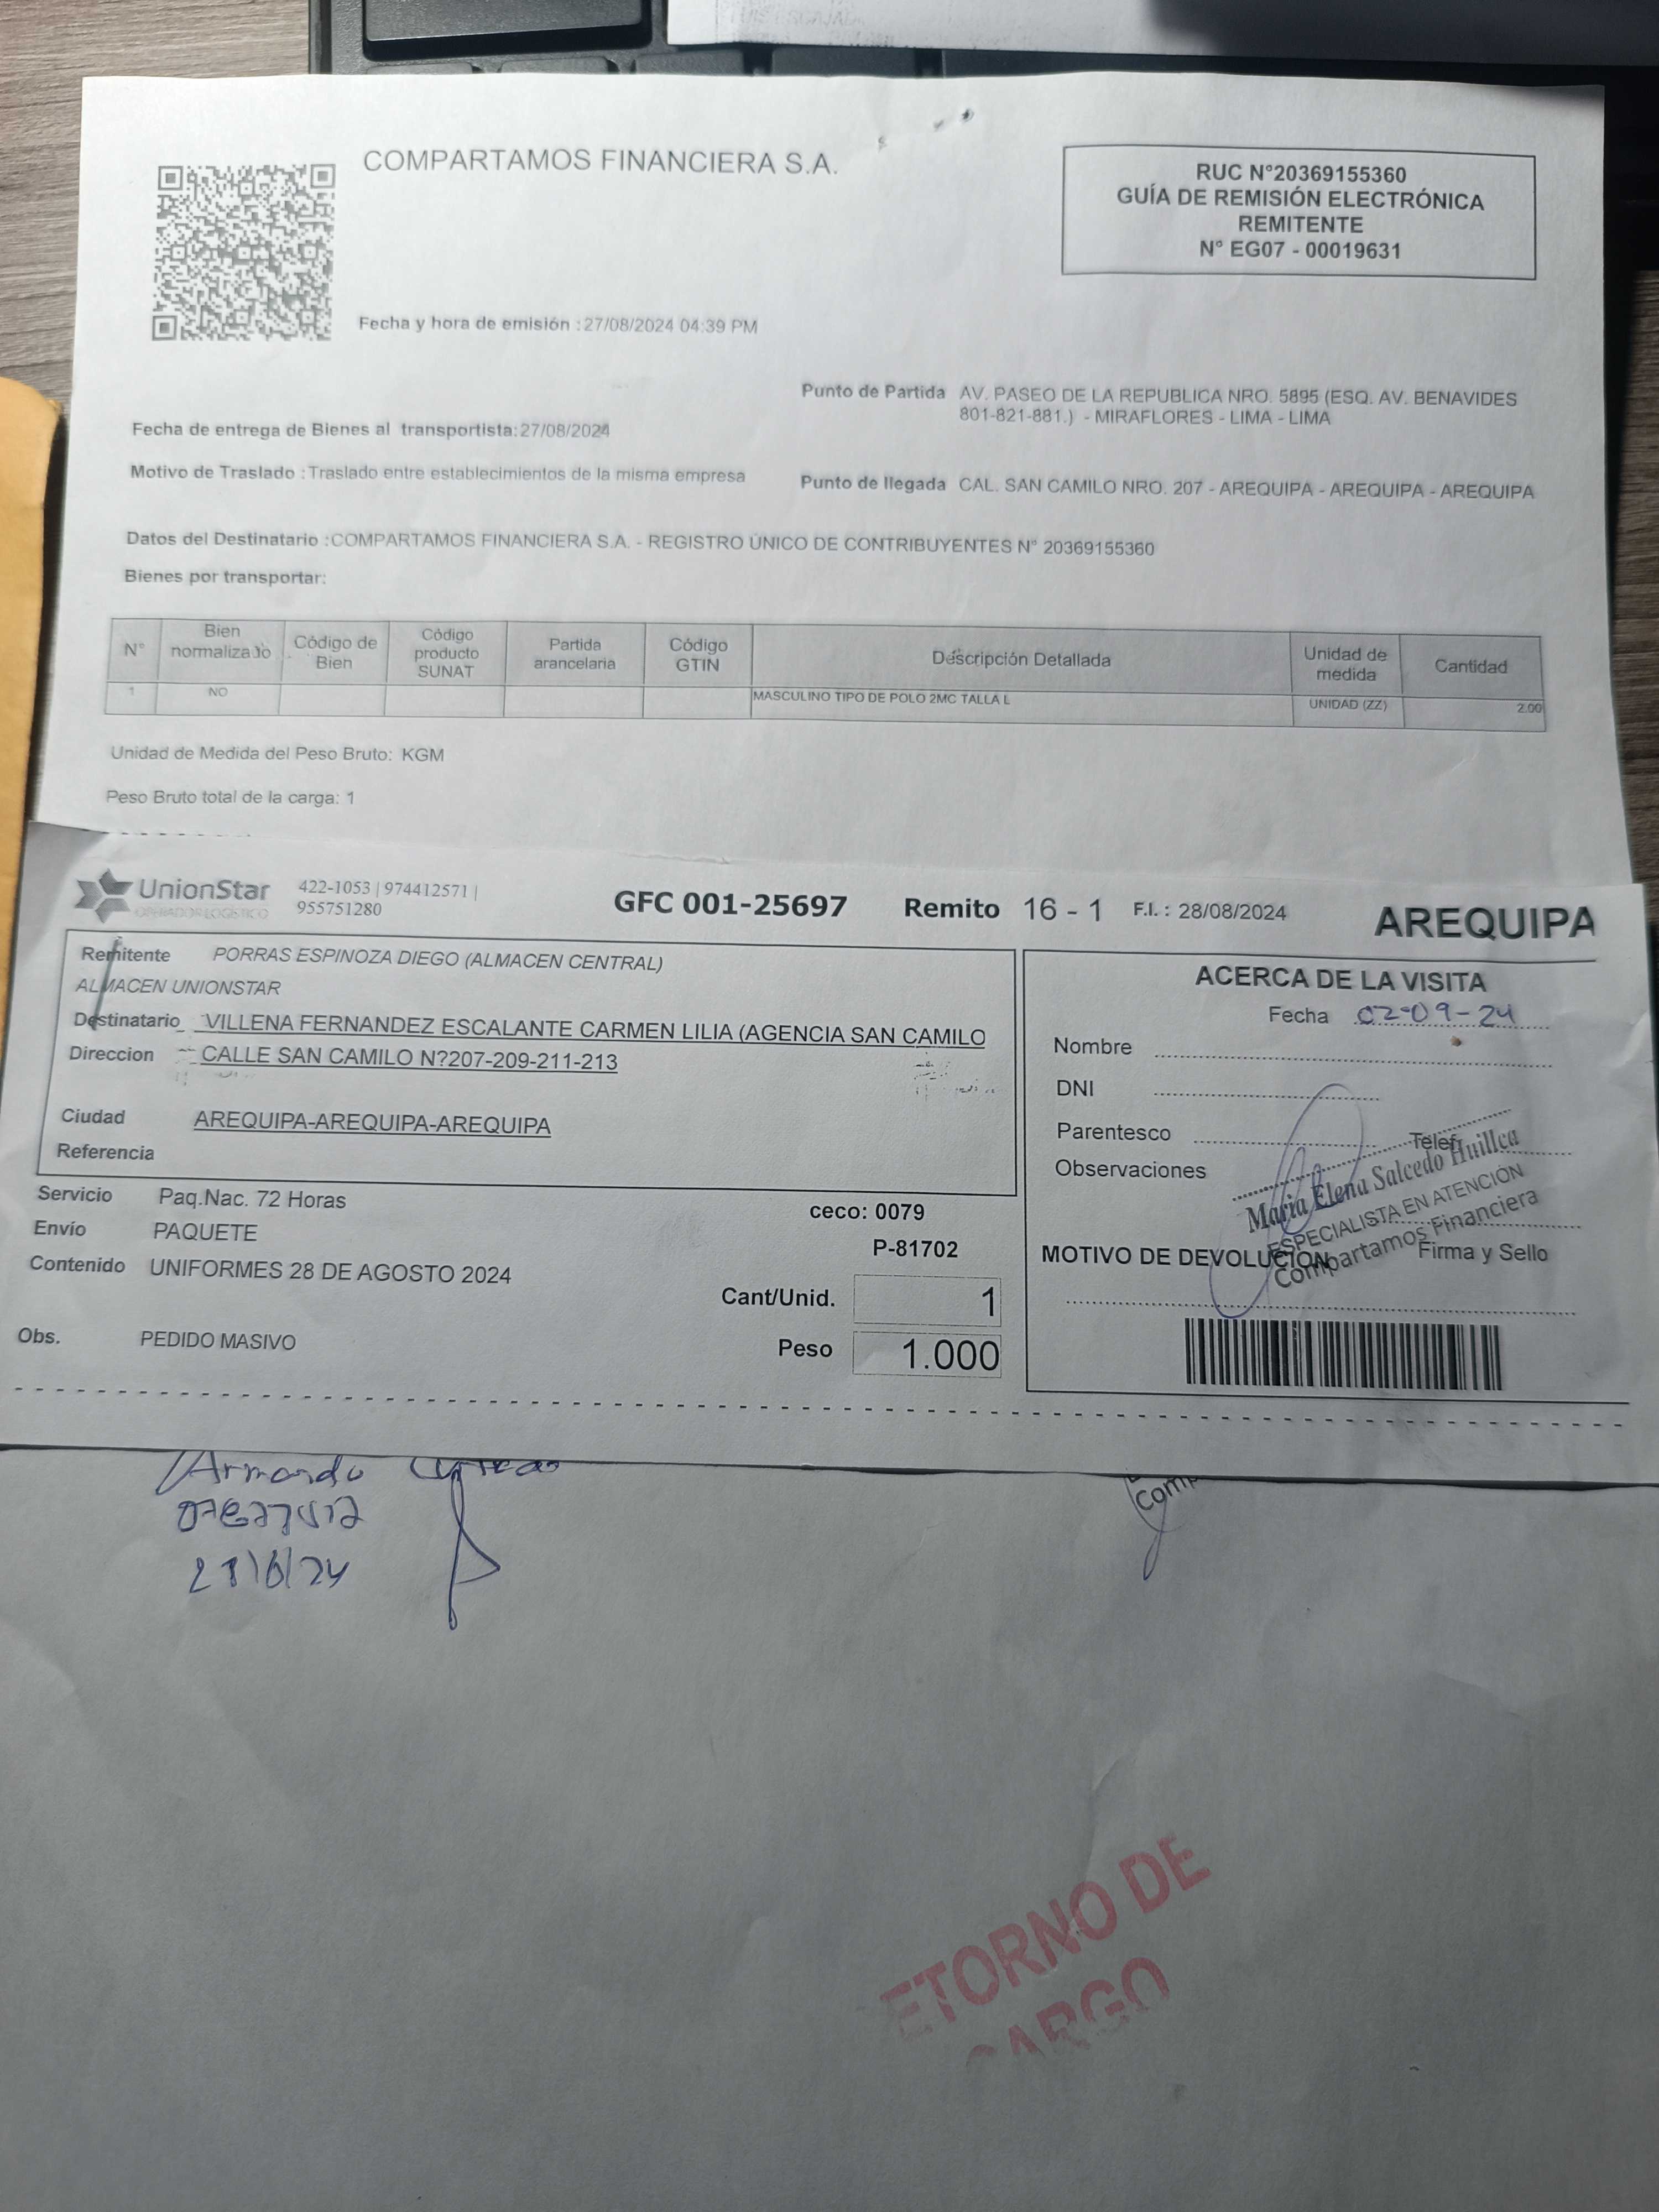 COMPARTAMOS FINANCIERA S.A.
RUC N°20369155360
GUÍA DE REMISIÓN ELECTRÓNICA
REMITENTE
N° EG07 - 00019631
Fecha y hora de emisión : 27/08/2024 04:39 PM
Punto de Partida AV. PASEO DE LA REPUBLICA NRO. 5895 (ESQ. AV. BENAVIDES
801-821-881.) - MIRAFLORES - LIMA - LIMA
Fecha de entrega de Bienes al transportista: 27/08/2024
Motivo de Traslado : Traslado entre establecimientos de la misma empresa
Punto de llegada CAL. SAN CAMILO NRO. 207 - AREQUIPA - AREQUIPA - AREQUIPA
Datos del Destinatario : COMPARTAMOS FINANCIERA S.A. - REGISTRO ÚNICO DE CONTRIBUYENTES N° 20369155360
Bienes por transportar:
N° Bien normalizado Código de Bien Código producto SUNAT Partida arancelaria Código GTIN Descripción Detallada Unidad de medida Cantidad
1 NO MASCULINO TIPO DE POLO 2MC TALLA L UNIDAD (ZZ) 2.00
Unidad de Medida del Peso Bruto: KGM
Peso Bruto total de la carga: 1
UnionStar
OPERADOR LOGÍSTICO
422-1053 | 974412571 |
955751280
GFC 001-25697 Remito 16 - 1 F.I. : 28/08/2024 AREQUIPA
Remitente PORRAS ESPINOZA DIEGO (ALMACEN CENTRAL)
ALMACEN UNIONSTAR
Destinatario VILLENA FERNANDEZ ESCALANTE CARMEN LILIA (AGENCIA SAN CAMILO
Direccion CALLE SAN CAMILO N?207-209-211-213
Ciudad AREQUIPA-AREQUIPA-AREQUIPA
Referencia
Servicio Paq.Nac. 72 Horas
Envío PAQUETE
Contenido UNIFORMES 28 DE AGOSTO 2024
Obs. PEDIDO MASIVO
ceco: 0079
P-81702
Cant/Unid. 1
Peso 1.000
ACERCA DE LA VISITA
Fecha 02-09-24
Nombre
DNI
Parentesco Telef
Observaciones
Maria Elena Salcedo Huillca
ESPECIALISTA EN ATENCIÓN
Compartamos Financiera
MOTIVO DE DEVOLUCIÓN Firma y Sello
Armando
Comp
ETORNO DE
CARGO